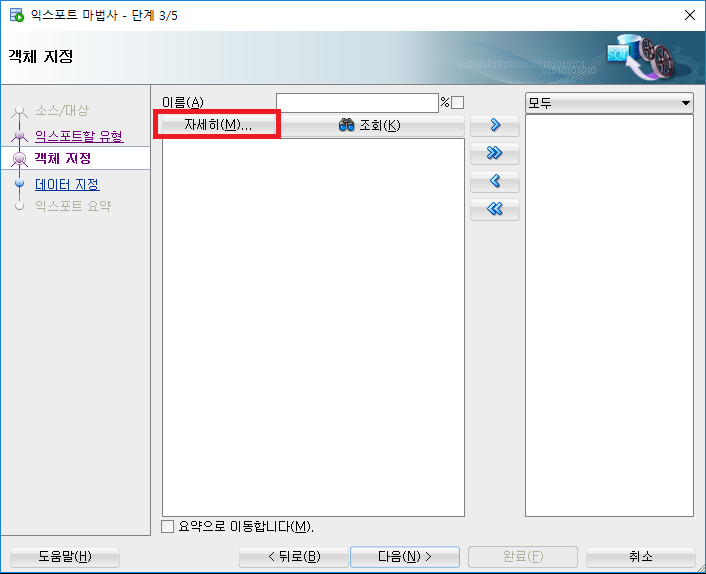 익스포트 마법사 - 단계 3/5
객체 지정
0101010101010101010101010101
0101010101010
SQL
소스/대상
익스포트할 유형
객체 지정
데이터 지정
익스포트 요약
이름(A)
%
모두
자세히(M)...
조회(K)
요약으로 이동합니다(M).
도움말(H)
< 뒤로(B)
다음(N) >
완료(F)
취소